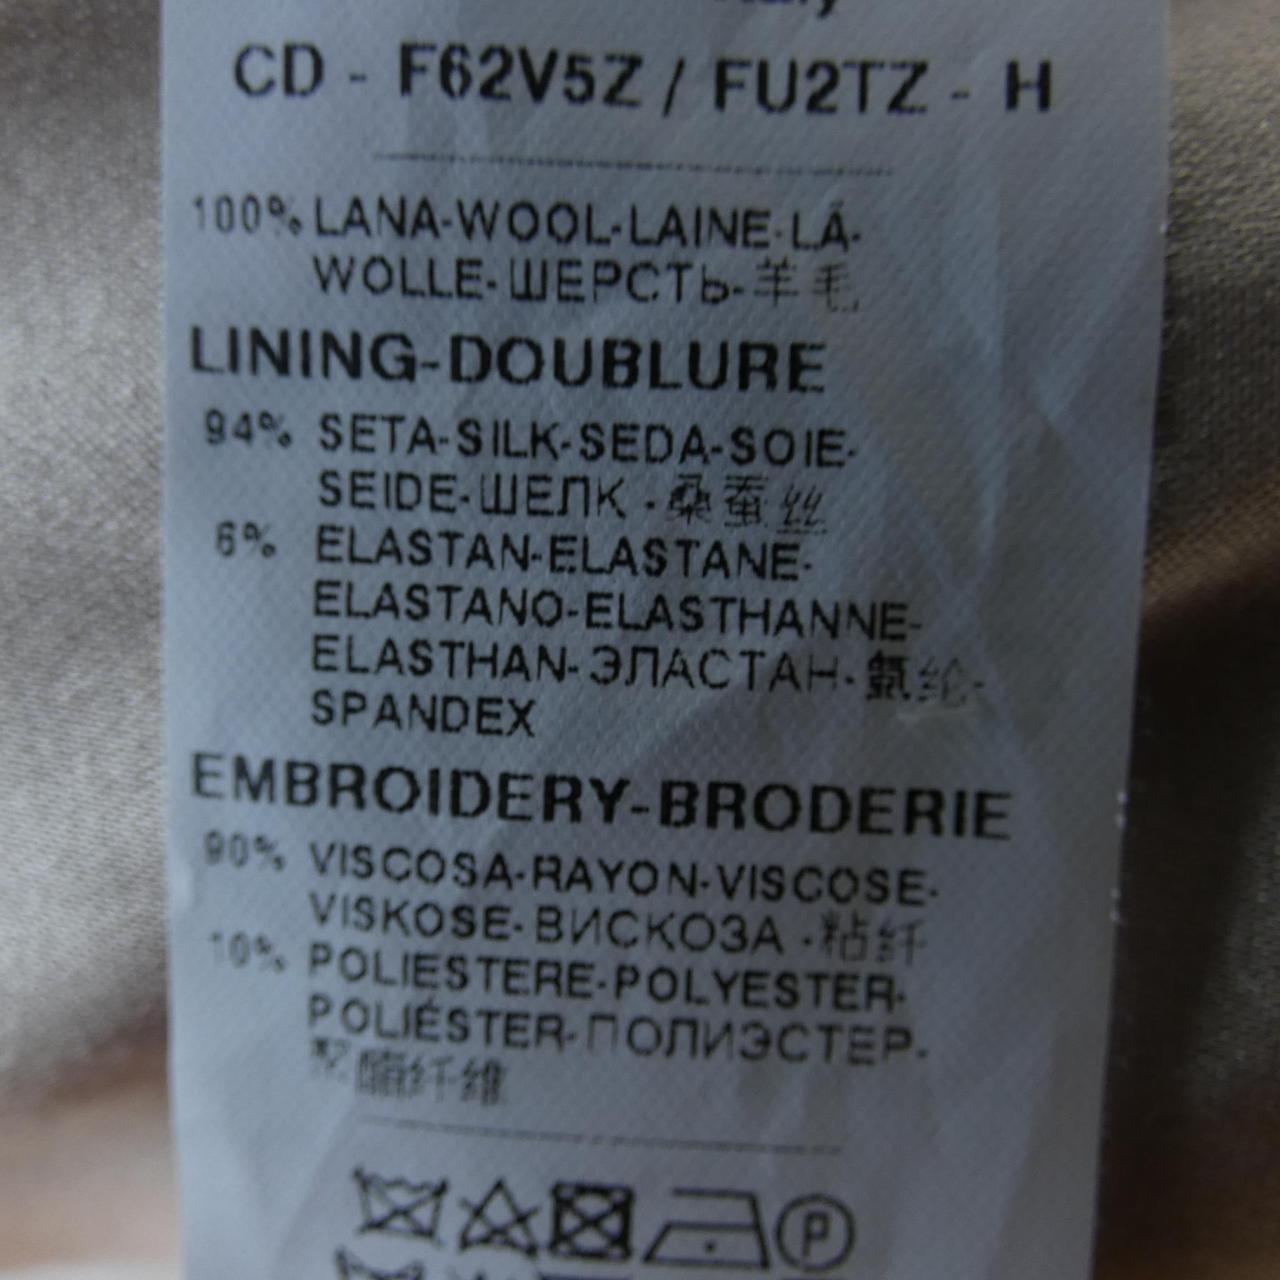 Italy
CD - F62V5Z / FU2TZ - H
100% LANA-WOOL-LAINE-LÃ-
WOLLE-ШЕРСТЬ-羊毛
LINING-DOUBLURE
94% SETA-SILK-SEDA-SOIE-
SEIDE-ШЕЛК -桑蚕丝
6% ELASTAN-ELASTANE-
ELASTANO-ELASTHANNE-
ELASTHAN-ЭЛАСТАН-氨纶-
SPANDEX
EMBROIDERY-BRODERIE
90% VISCOSA-RAYON-VISCOSE-
VISKOSE-ВИСКОЗА -粘纤
10% POLIESTERE-POLYESTER-
POLIÉSTER-ПОЛИЭСТЕР-
聚酯纤维
P